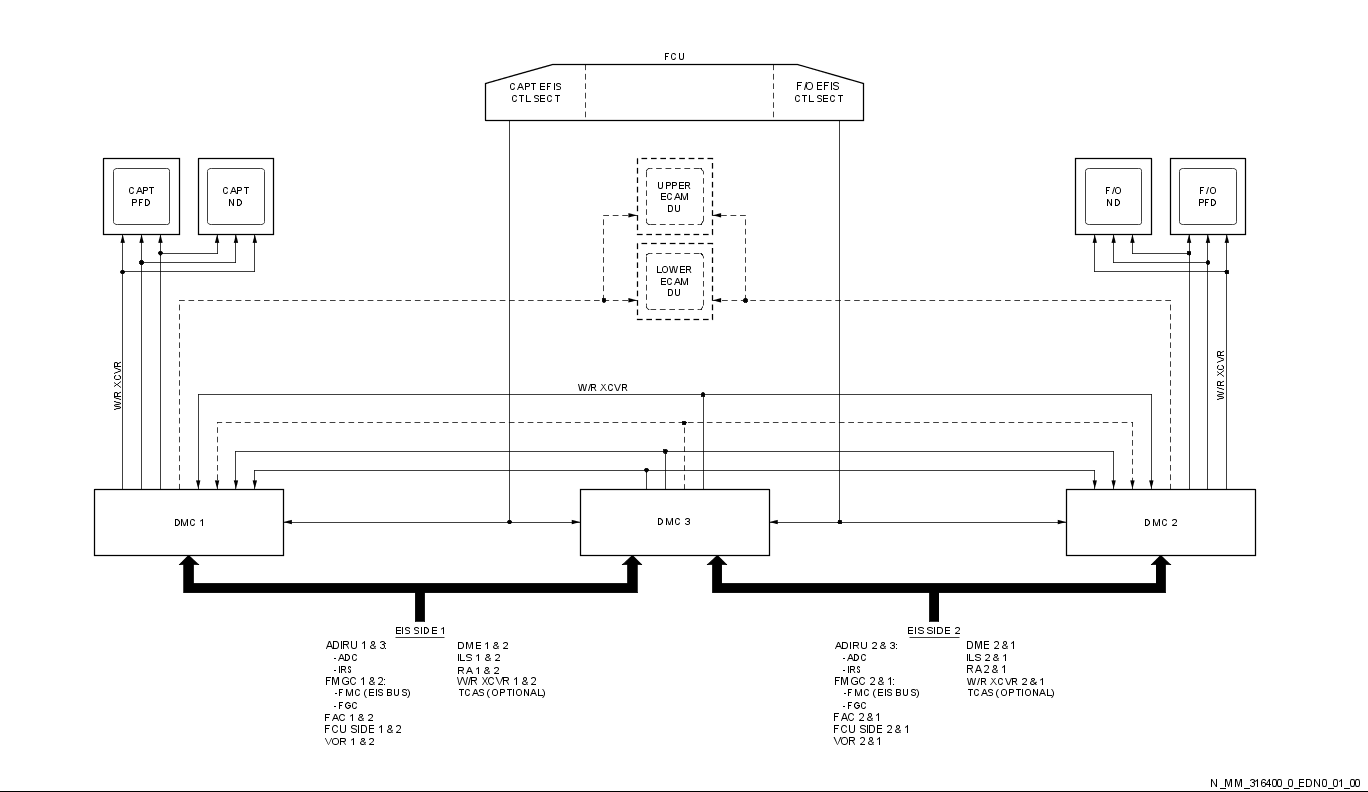 FCU
CAPT EFIS
CTL SECT
F/O EFIS
CTL SECT
CAPT
PFD
CAPT
ND
UPPER
ECAM
DU
F/O
ND
F/O
PFD
LOWER
ECAM
DU
W/R XCVR
W/R XCVR
W/R XCVR
DMC 1
DMC 3
DMC 2
EIS SIDE 1
ADIRU 1 & 3:
-ADC
-IRS
FMGC 1 & 2:
-FMC (EIS BUS)
-FGC
FAC 1 & 2
FCU SIDE 1 & 2
VOR 1 & 2
DME 1 & 2
ILS 1 & 2
RA 1 & 2
W/R XCVR 1 & 2
TCAS (OPTIONAL)
EIS SIDE 2
ADIRU 2 & 3:
-ADC
-IRS
FMGC 2 & 1:
-FMC (EIS BUS)
-FGC
FAC 2 & 1
FCU SIDE 2 & 1
VOR 2 & 1
DME 2 & 1
ILS 2 & 1
RA 2 & 1
W/R XCVR 2 & 1
TCAS (OPTIONAL)
N_MM_316400_0_EDN0_01_00